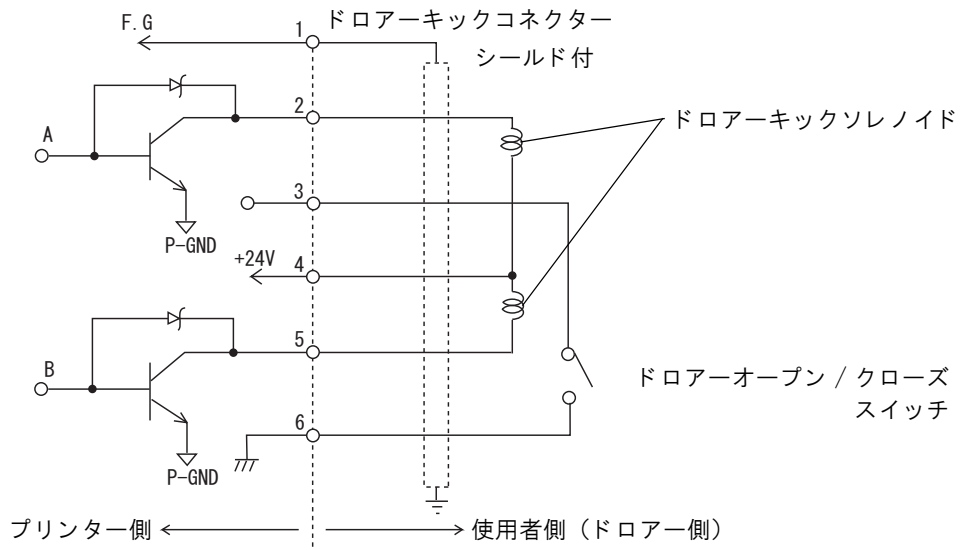 F.G
1
ドロアーキックコネクター
シールド付
2
A
ドロアーキックソレノイド
3
P-GND
+24V
4
5
B
ドロアーオープン / クローズ
スイッチ
6
P-GND
プリンター側
使用者側（ドロアー側）